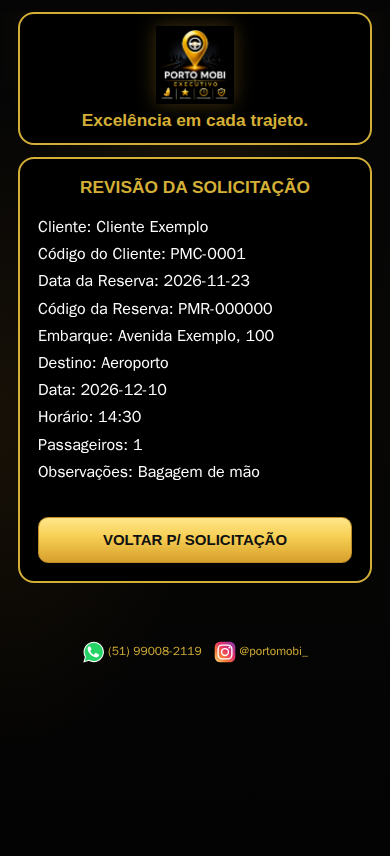 PORTO MOBI
EXECUTIVO
Excelência em cada trajeto.
REVISÃO DA SOLICITAÇÃO
Cliente: Cliente Exemplo
Código do Cliente: PMC-0001
Data da Reserva: 2026-11-23
Código da Reserva: PMR-000000
Embarque: Avenida Exemplo, 100
Destino: Aeroporto
Data: 2026-12-10
Horário: 14:30
Passageiros: 1
Observações: Bagagem de mão
VOLTAR P/ SOLICITAÇÃO
(51) 99008-2119 @portomobi_